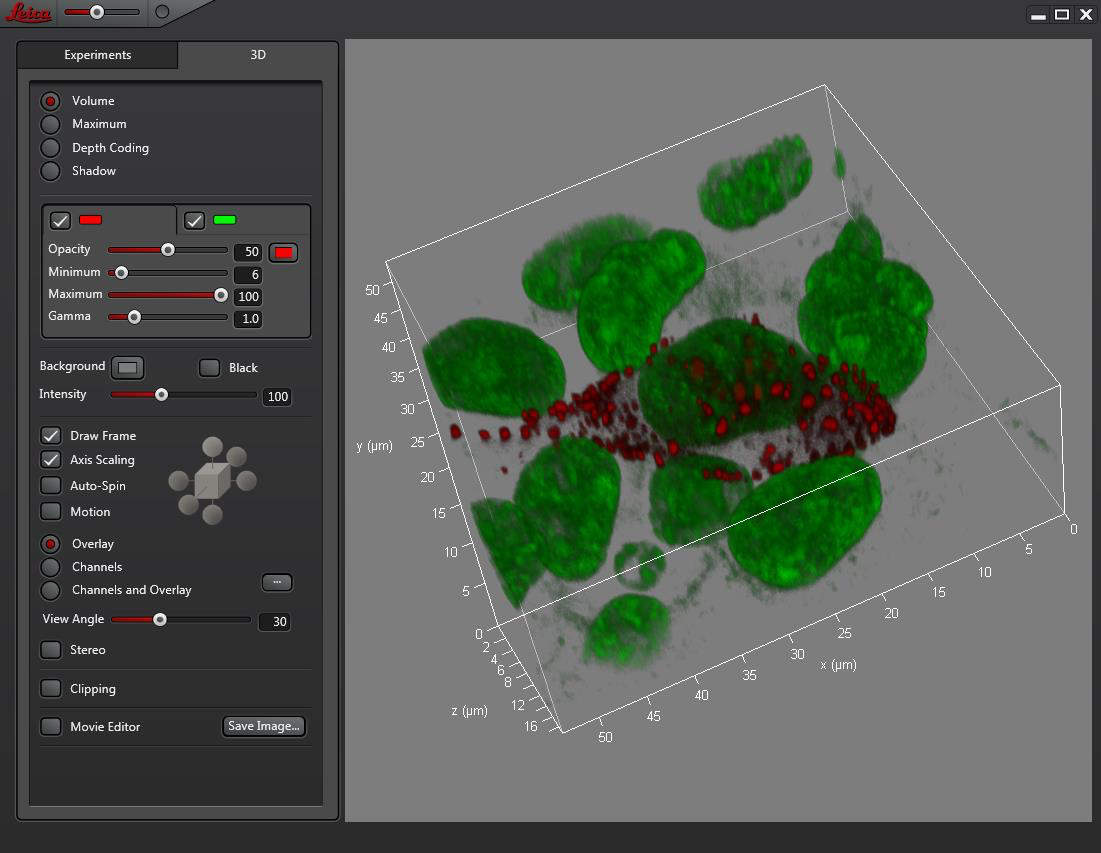 Leica
Experiments 3D
Volume
Maximum
Depth Coding
Shadow
Opacity 50
Minimum 6
Maximum 100
Gamma 1.0
Background Black
Intensity 100
Draw Frame
Axis Scaling
Auto-Spin
Motion
Overlay
Channels
Channels and Overlay ...
View Angle 30
Stereo
Clipping
Movie Editor Save Image...
50
45
40
35
30
y (µm) 25
20
15
10
5
0
2
4
6
8
12
16
z (µm)
50
45
40
35
30
x (µm)
25
20
15
10
5
0